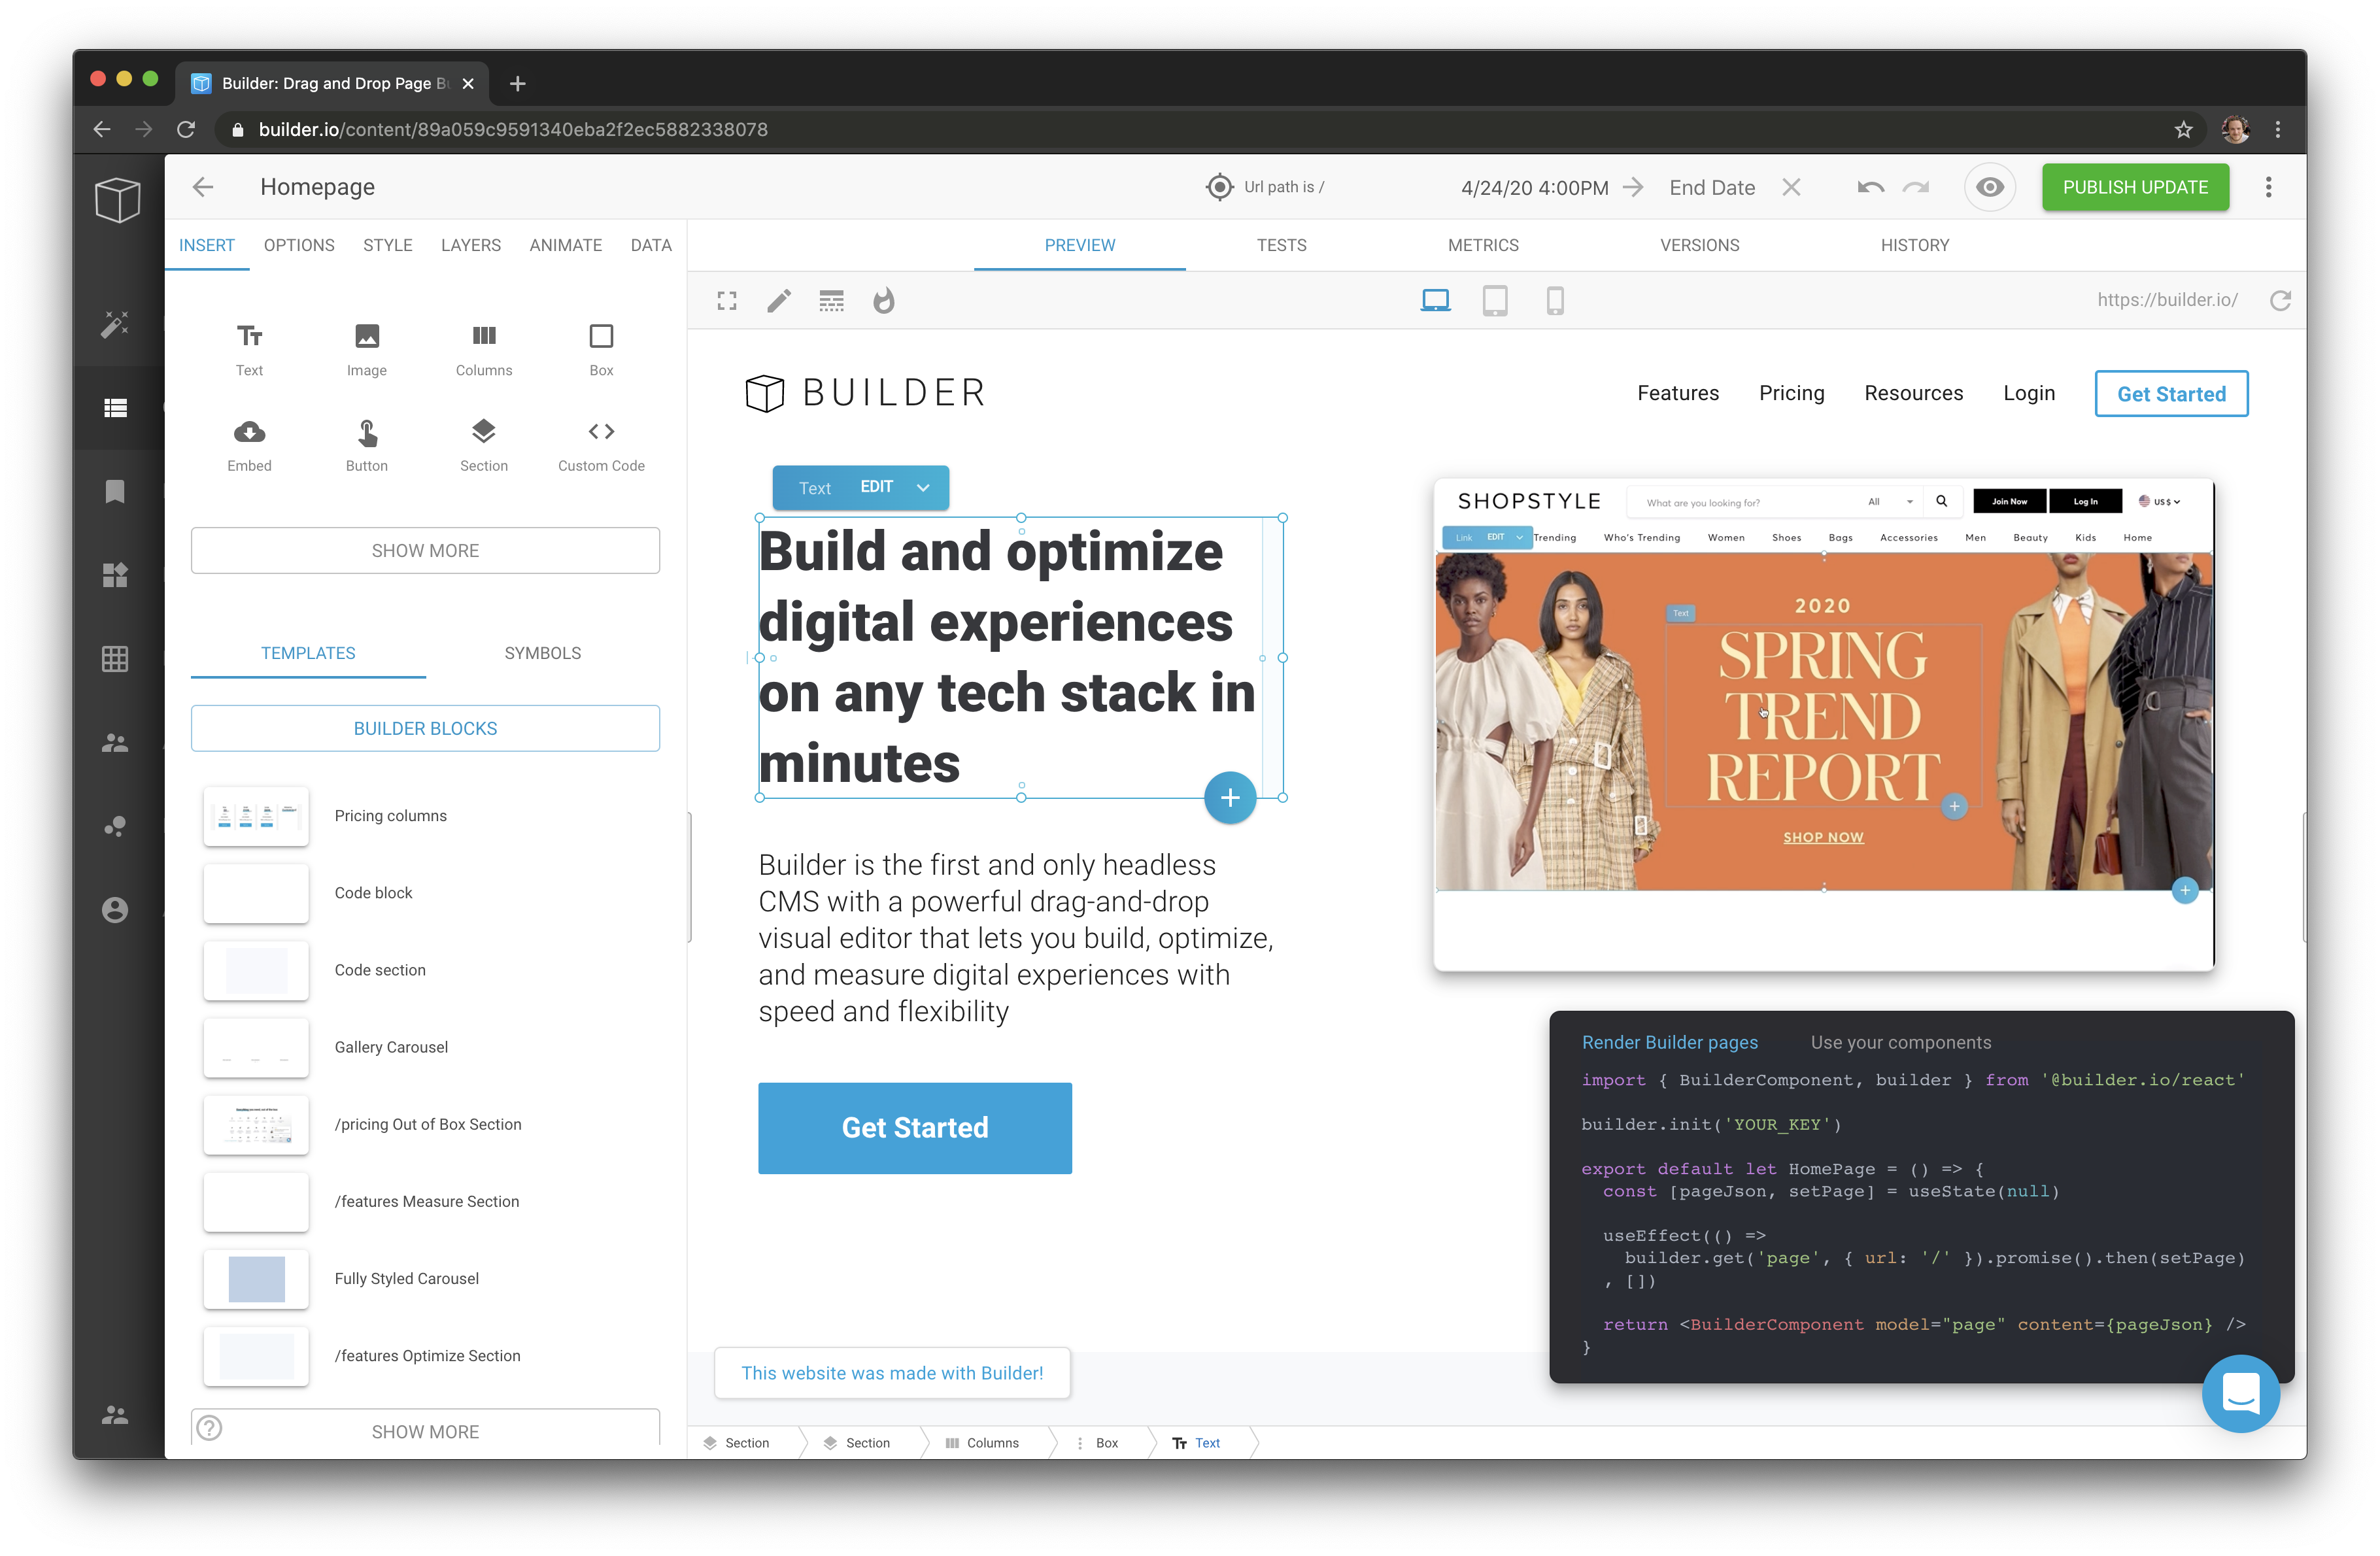 Builder: Drag and Drop Page Bu
builder.io/content/89a059c9591340eba2f2ec5882338078
Homepage
Url path is /
4/24/20 4:00PM
End Date
PUBLISH UPDATE
INSERT OPTIONS STYLE LAYERS ANIMATE DATA
PREVIEW TESTS METRICS VERSIONS HISTORY
https://builder.io/
Text Image Columns Box
Embed Button Section Custom Code
SHOW MORE
TEMPLATES SYMBOLS
BUILDER BLOCKS
Pricing columns
Code block
Code section
Gallery Carousel
/pricing Out of Box Section
/features Measure Section
Fully Styled Carousel
/features Optimize Section
SHOW MORE
BUILDER
Features Pricing Resources Login Get Started
Text EDIT
Build and optimize
digital experiences
on any tech stack in
minutes
Builder is the first and only headless
CMS with a powerful drag-and-drop
visual editor that lets you build, optimize,
and measure digital experiences with
speed and flexibility
Get Started
SHOPSTYLE
What are you looking for? All
Join Now Log In US $
Link EDIT Trending Who's Trending Women Shoes Bags Accessories Men Beauty Kids Home
Text
2020
SPRING
TREND
REPORT
SHOP NOW
Render Builder pages Use your components
import { BuilderComponent, builder } from '@builder.io/react'
builder.init('YOUR_KEY')
export default let HomePage = () => {
const [pageJson, setPage] = useState(null)
useEffect(() =>
builder.get('page', { url: '/' }).promise().then(setPage)
, [])
return <BuilderComponent model="page" content={pageJson} />
}
This website was made with Builder!
Section Section Columns Box Text